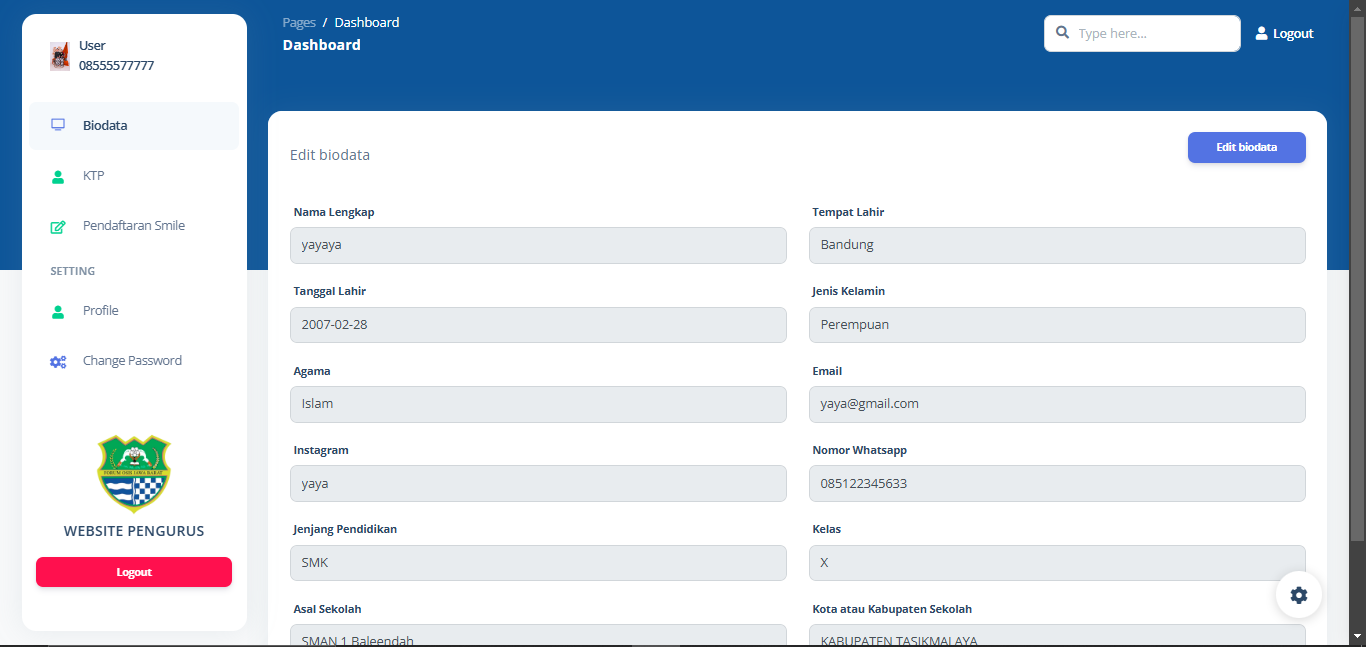 User
08555577777
Biodata
KTP
Pendaftaran Smile
SETTING
Profile
Change Password
FORUM OSIS JAWA BARAT
WEBSITE PENGURUS
Logout
Pages / Dashboard
Dashboard
Type here...
Logout
Edit biodata
Edit biodata
Nama Lengkap
yayaya
Tempat Lahir
Bandung
Tanggal Lahir
2007-02-28
Jenis Kelamin
Perempuan
Agama
Islam
Email
yaya@gmail.com
Instagram
yaya
Nomor Whatsapp
085122345633
Jenjang Pendidikan
SMK
Kelas
X
Asal Sekolah
SMAN 1 Baleendah
Kota atau Kabupaten Sekolah
KABUPATEN TASIKMALAYA